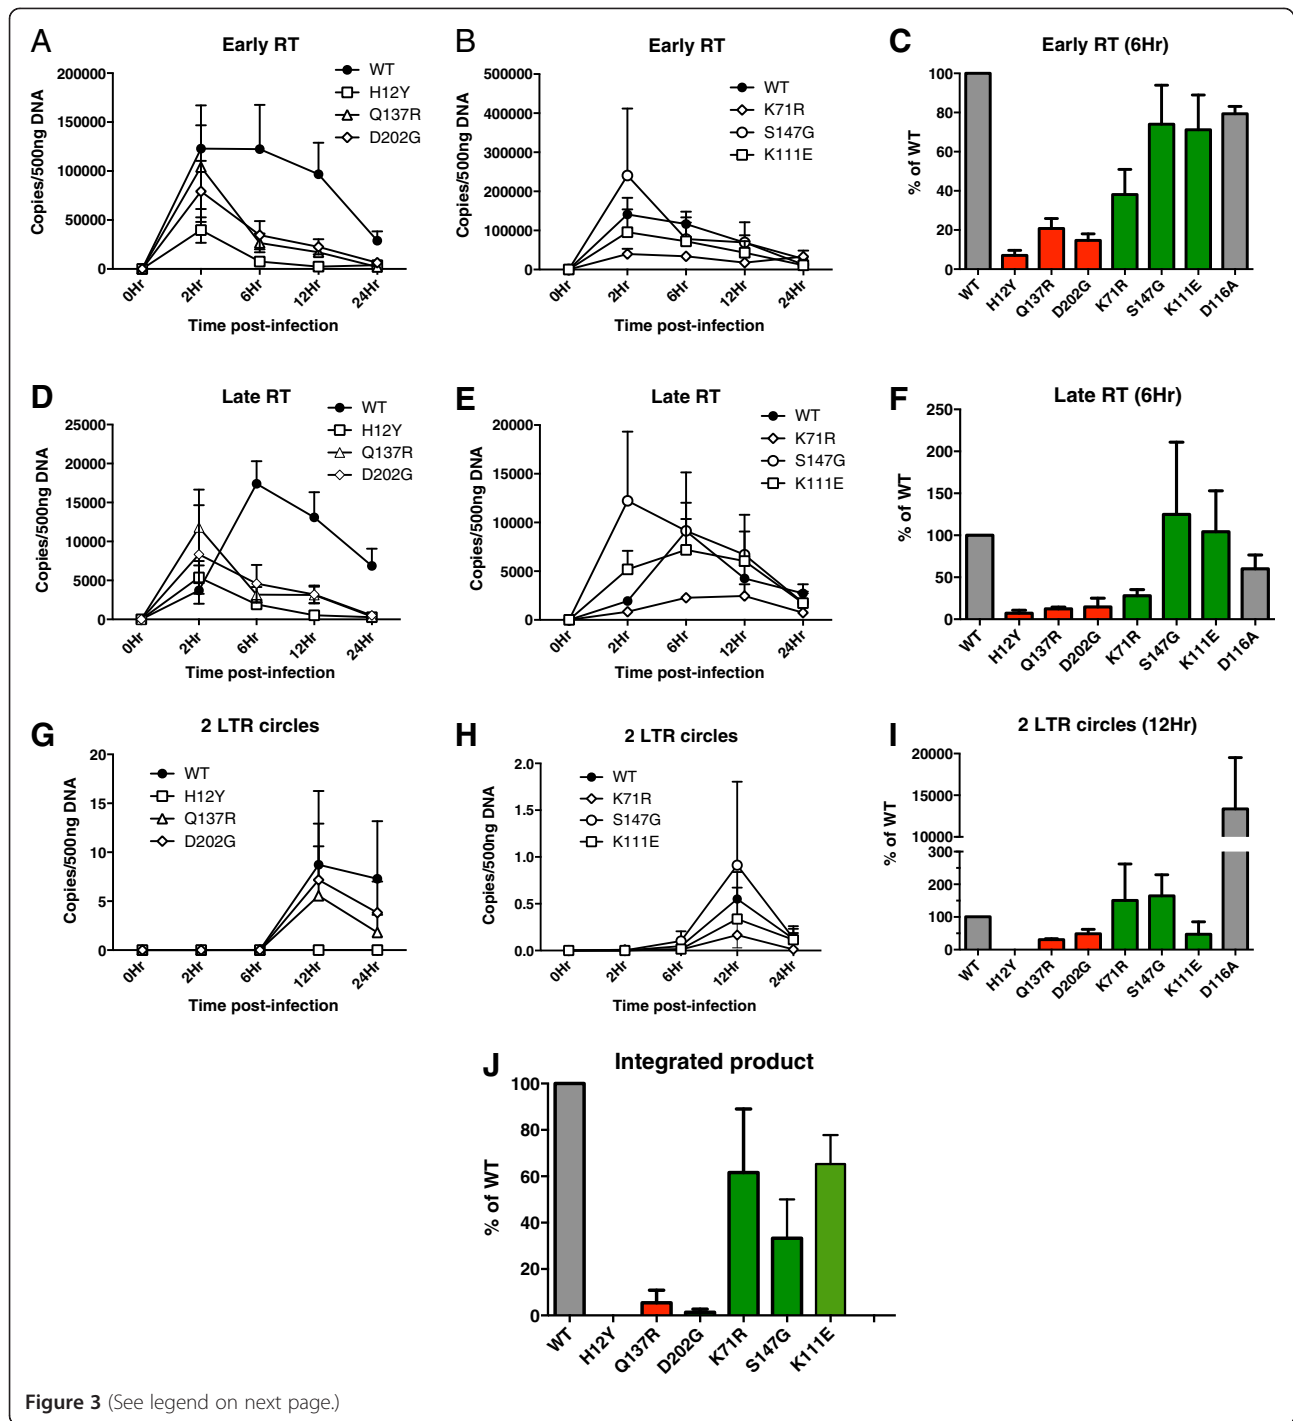 A
Early RT
WT
H12Y
Q137R
D202G
Copies/500ng DNA
200000
150000
100000
50000
0
0Hr
2Hr
6Hr
12Hr
24Hr
Time post-infection
B
Early RT
WT
K71R
S147G
K111E
Copies/500ng DNA
500000
400000
300000
200000
100000
0
0Hr
2Hr
6Hr
12Hr
24Hr
Time post-infection
C
Early RT (6Hr)
% of WT
100
80
60
40
20
0
WT
H12Y
Q137R
D202G
K71R
S147G
K111E
D116A
D
Late RT
WT
H12Y
Q137R
D202G
Copies/500ng DNA
25000
20000
15000
10000
5000
0
0Hr
2Hr
6Hr
12Hr
24Hr
Time post-infection
E
Late RT
WT
K71R
S147G
K111E
Copies/500ng DNA
20000
15000
10000
5000
0
0Hr
2Hr
6Hr
12Hr
24Hr
Time post-infection
F
Late RT (6Hr)
% of WT
250
200
150
100
50
0
WT
H12Y
Q137R
D202G
K71R
S147G
K111E
D116A
G
2 LTR circles
WT
H12Y
Q137R
D202G
Copies/500ng DNA
20
15
10
5
0
0Hr
2Hr
6Hr
12Hr
24Hr
Time post-infection
H
2 LTR circles
WT
K71R
S147G
K111E
Copies/500ng DNA
2.0
1.5
1.0
0.5
0.0
0Hr
2Hr
6Hr
12Hr
24Hr
Time post-infection
I
2 LTR circles (12Hr)
% of WT
20000
15000
10000
300
200
100
0
WT
H12Y
Q137R
D202G
K71R
S147G
K111E
D116A
J
Integrated product
% of WT
100
80
60
40
20
0
WT
H12Y
Q137R
D202G
K71R
S147G
K111E
Figure 3 (See legend on next page.)